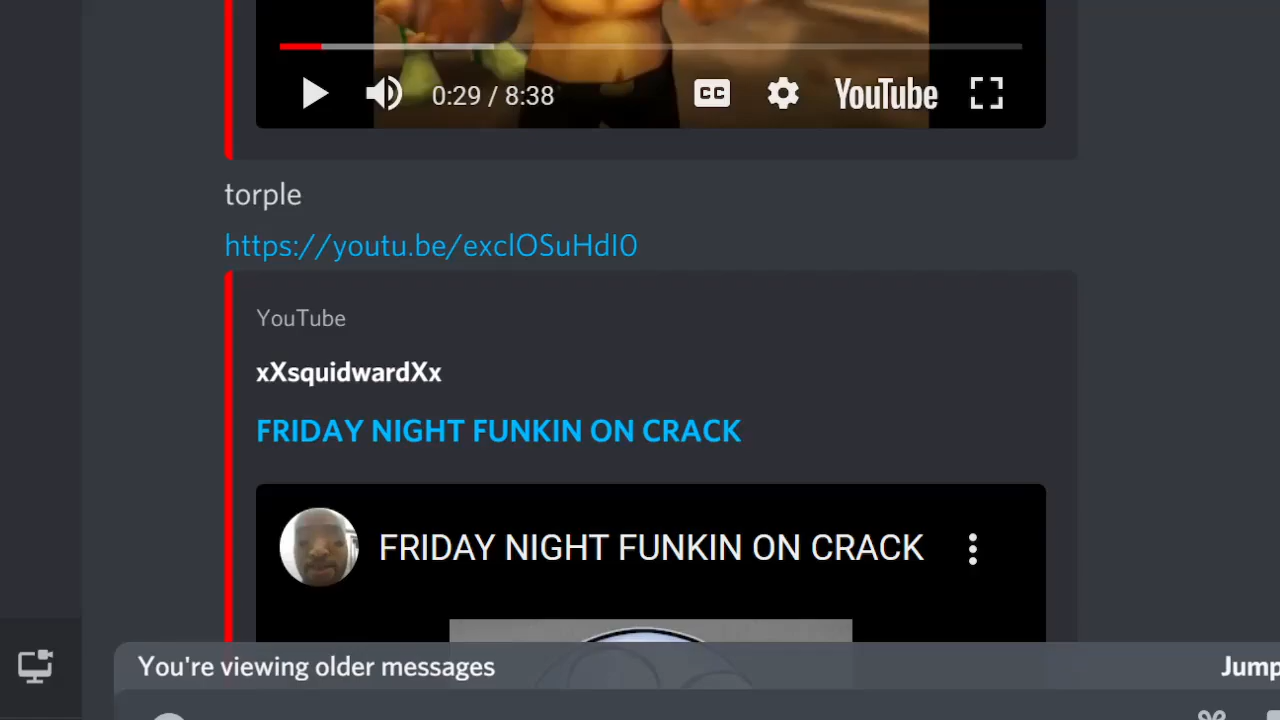 0:29 / 8:38
CC
YouTube
torple
https://youtu.be/exclOSuHdI0
YouTube
xXsquidwardXx
FRIDAY NIGHT FUNKIN ON CRACK
FRIDAY NIGHT FUNKIN ON CRACK
You're viewing older messages
Jump